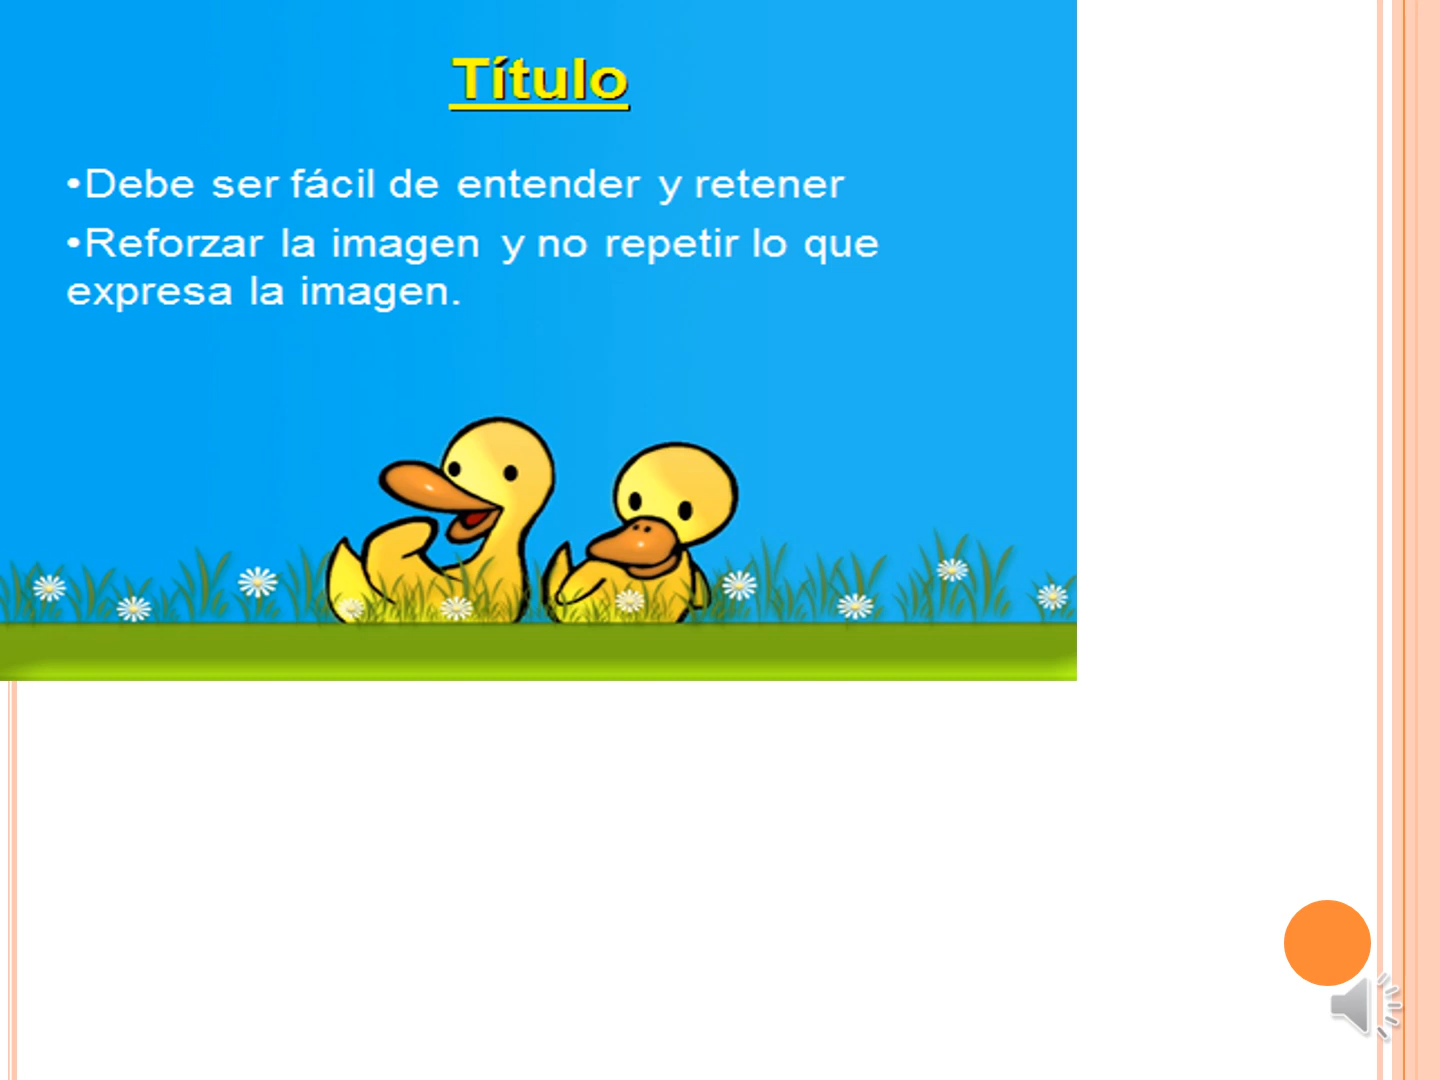 Título
•Debe ser fácil de entender y retener
•Reforzar la imagen y no repetir lo que
expresa la imagen.